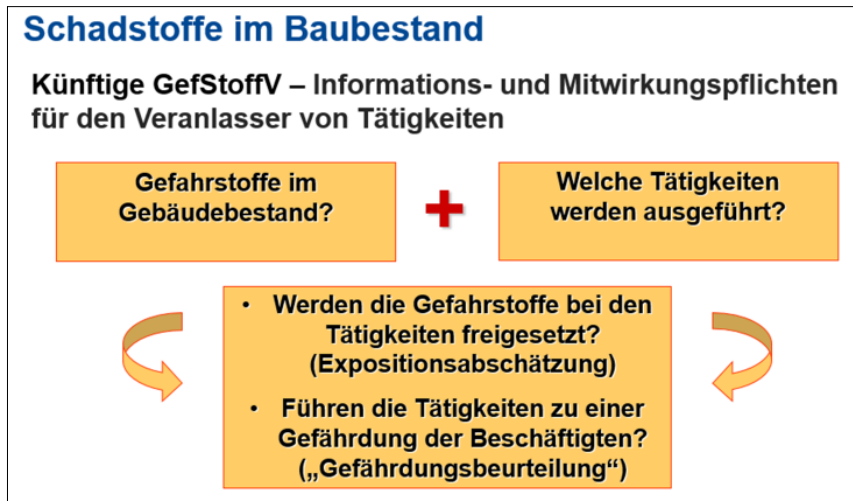 Schadstoffe im Baubestand
Künftige GefStoffV – Informations- und Mitwirkungspflichten
für den Veranlasser von Tätigkeiten
Gefahrstoffe im
Gebäudebestand?
+
Welche Tätigkeiten
werden ausgeführt?
• Werden die Gefahrstoffe bei den
Tätigkeiten freigesetzt?
(Expositionsabschätzung)
• Führen die Tätigkeiten zu einer
Gefährdung der Beschäftigten?
(„Gefährdungsbeurteilung“)